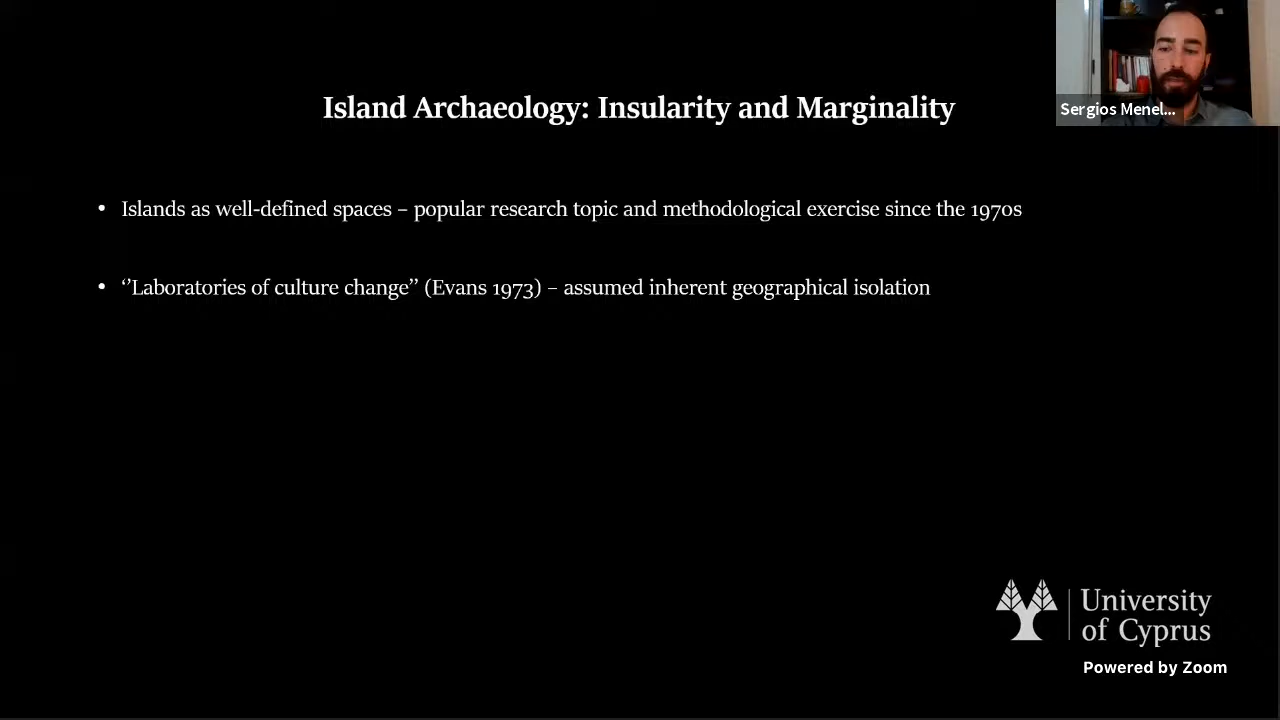 Island Archaeology: Insularity and Marginality
Sergios Menel...
• Islands as well-defined spaces – popular research topic and methodological exercise since the 1970s
• ‘’Laboratories of culture change’’ (Evans 1973) – assumed inherent geographical isolation
University
of Cyprus
Powered by Zoom